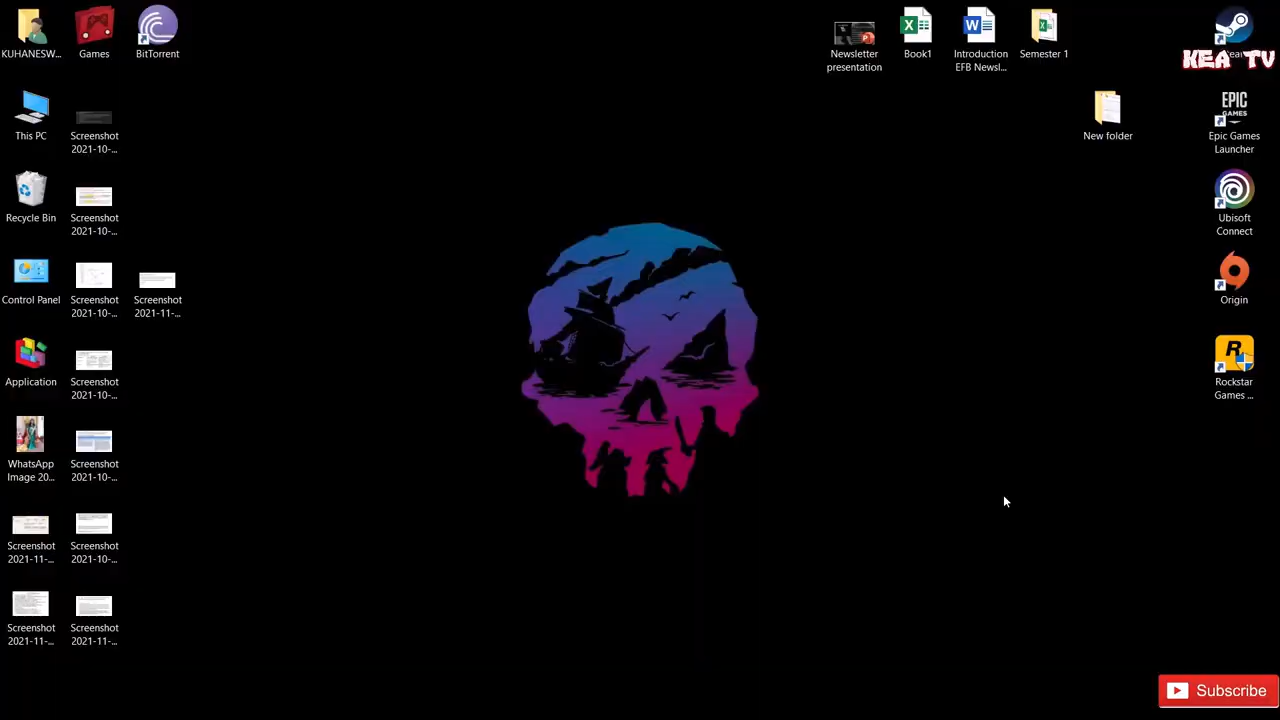 KUHANESW...
Games
BitTorrent
Newsletter
presentation
Book1
Introduction
EFB Newsl...
Semester 1
KEA TV
This PC
Screenshot
2021-10-...
New folder
EPIC
GAMES
Epic Games
Launcher
Recycle Bin
Screenshot
2021-10-...
Ubisoft
Connect
Control Panel
Screenshot
2021-10-...
Screenshot
2021-11-...
Origin
Application
Screenshot
2021-10-...
Rockstar
Games ...
WhatsApp
Image 20...
Screenshot
2021-10-...
Screenshot
2021-11-...
Screenshot
2021-10-...
Screenshot
2021-11-...
Screenshot
2021-11-...
Subscribe